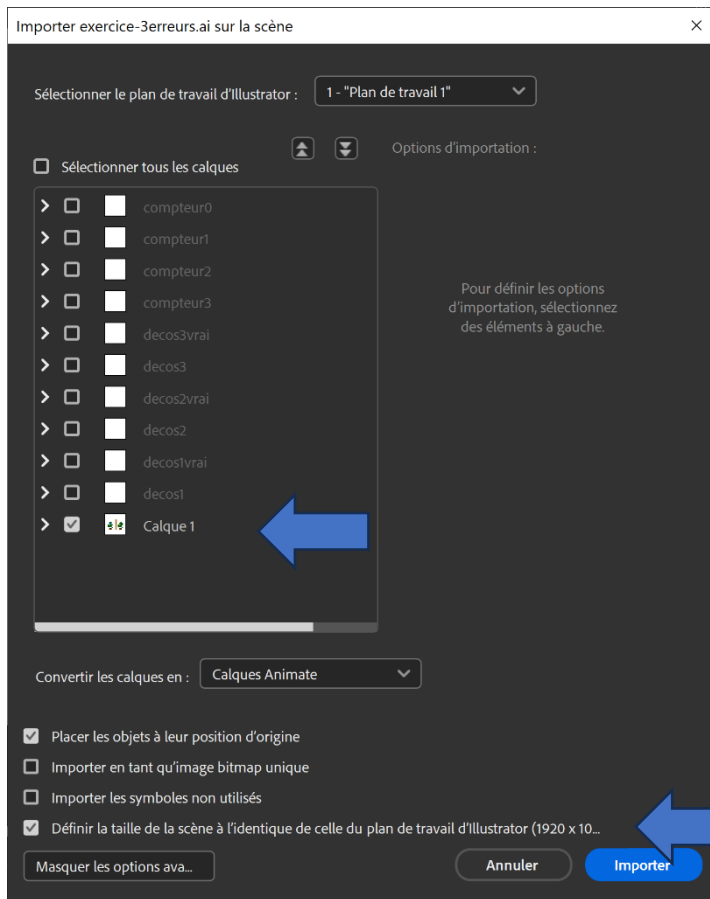 Importer exercice-3erreurs.ai sur la scène
Sélectionner le plan de travail d'Illustrator :
1 - "Plan de travail 1"
Options d'importation :
Sélectionner tous les calques
compteur0
compteur1
compteur2
compteur3
decos3vrai
decos3
decos2vrai
decos2
decos1vrai
decos1
Calque 1
Pour définir les options
d'importation, sélectionnez
des éléments à gauche.
Convertir les calques en :
Calques Animate
Placer les objets à leur position d'origine
Importer en tant qu'image bitmap unique
Importer les symboles non utilisés
Définir la taille de la scène à l'identique de celle du plan de travail d'Illustrator (1920 x 10...
Masquer les options ava...
Annuler
Importer